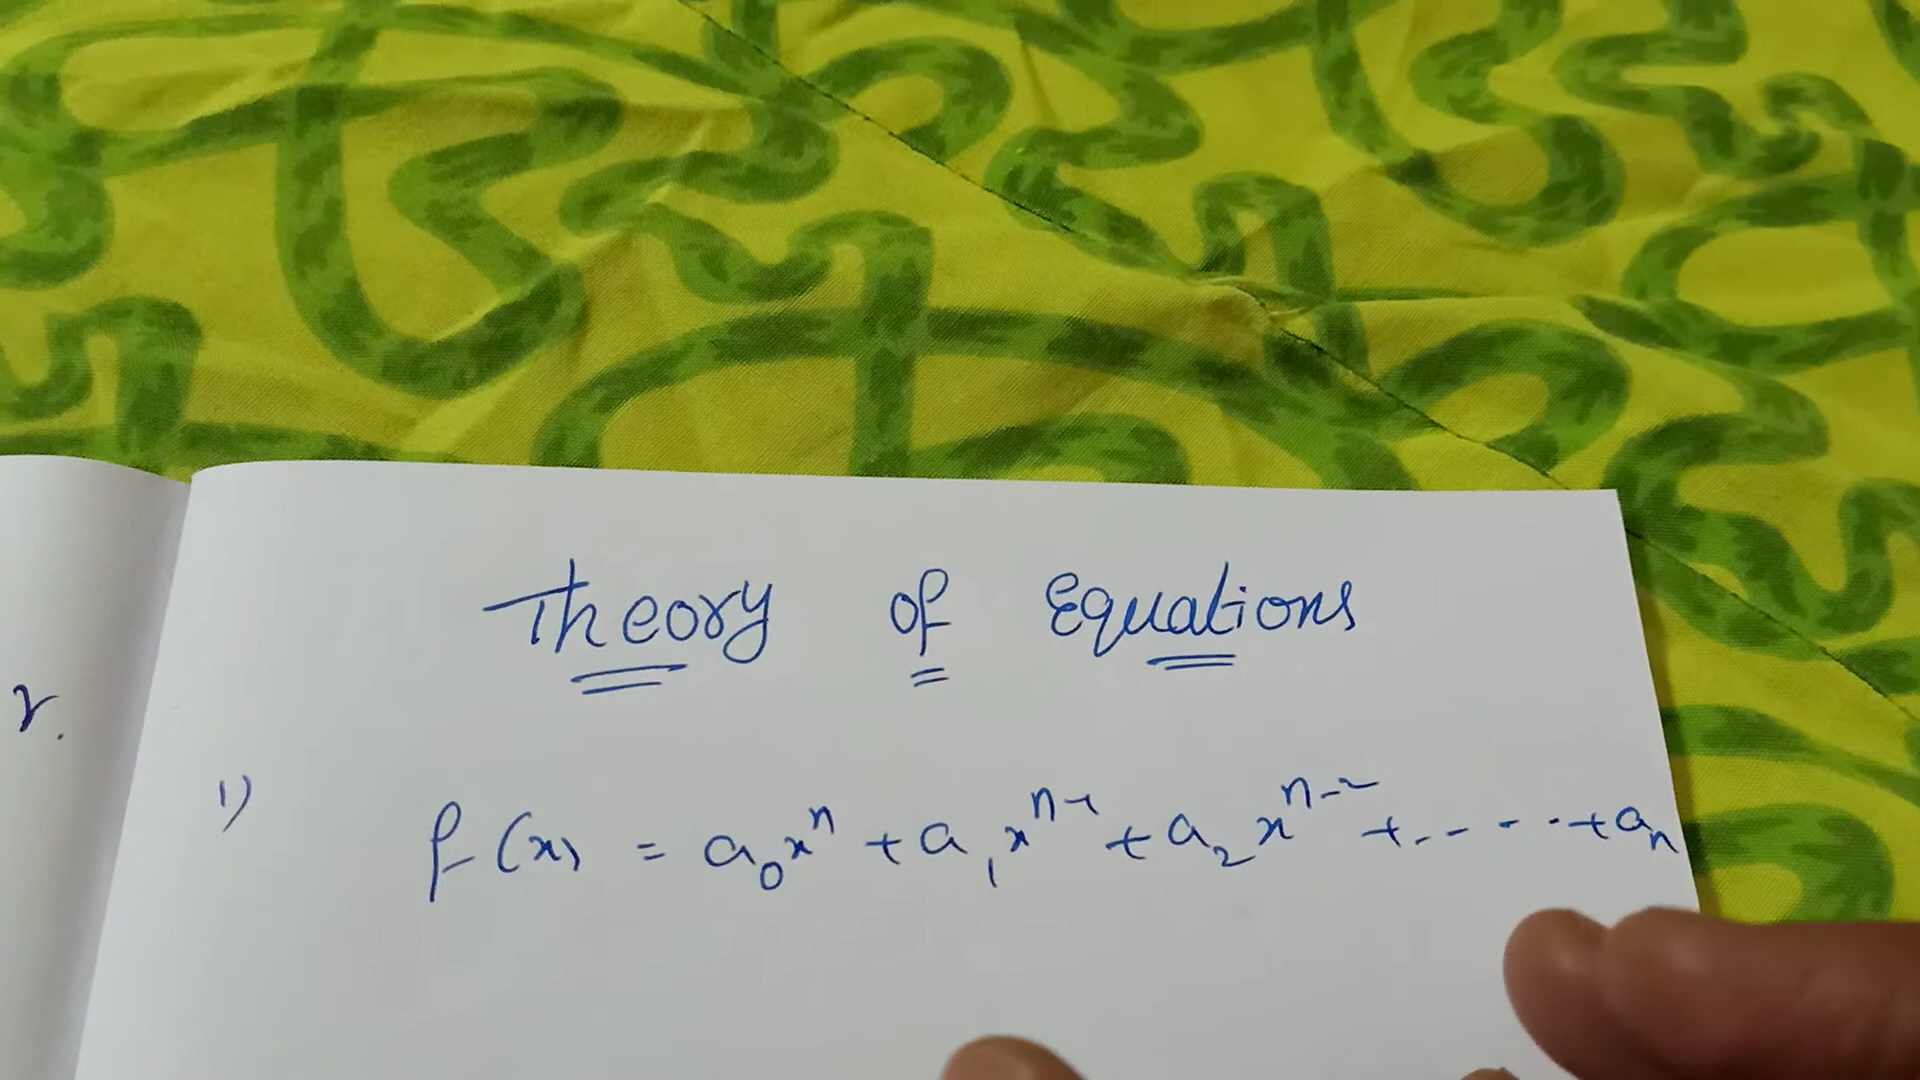 Theory of Equations
r.
1) f(x) = a₀xⁿ + a₁xⁿ⁻¹ + a₂xⁿ⁻² + . - - - . + aₙ